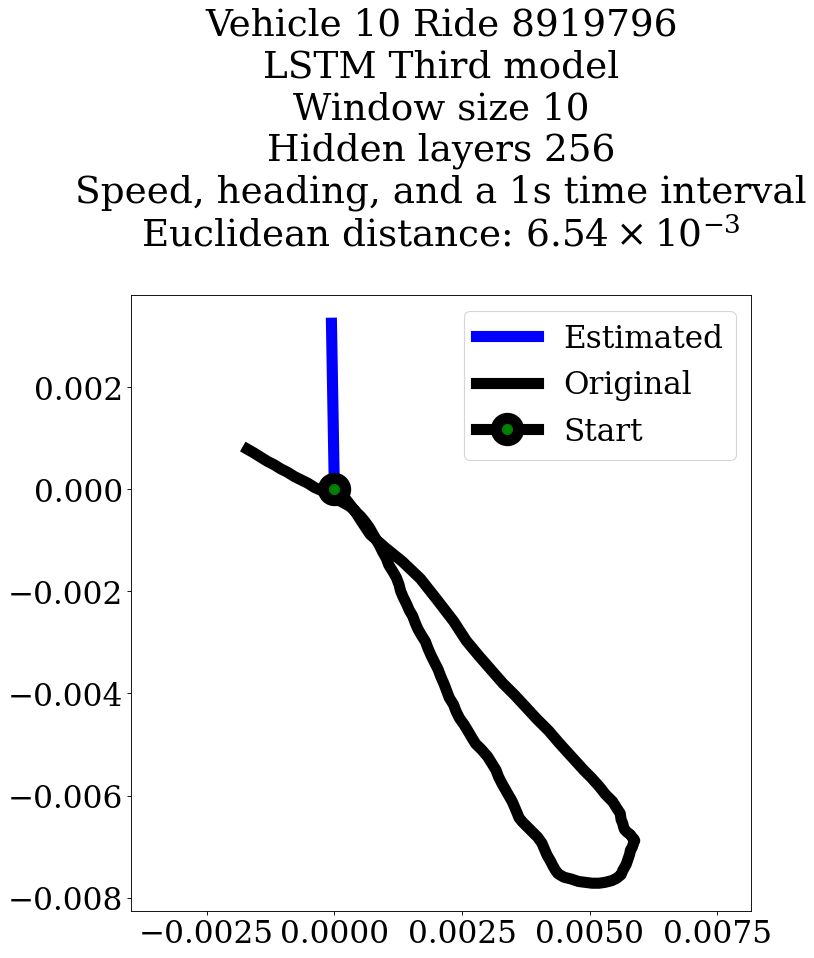 Vehicle 10 Ride 8919796
LSTM Third model
Window size 10
Hidden layers 256
Speed, heading, and a 1s time interval
Euclidean distance: 6.54 × 10⁻³
Estimated
Original
Start
0.002
0.000
−0.002
−0.004
−0.006
−0.008
−0.0025 0.0000 0.0025 0.0050 0.0075